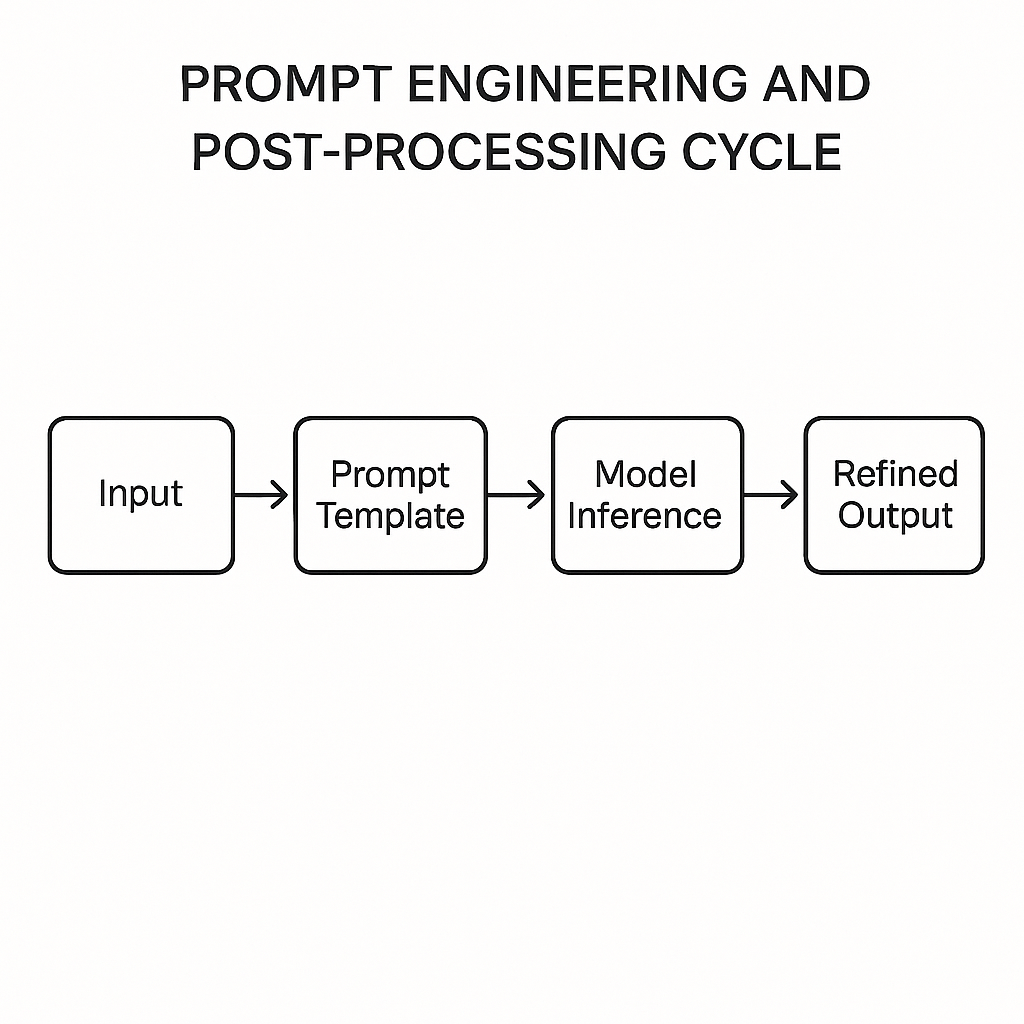 PROMPT ENGINEERING AND
POST-PROCESSING CYCLE
Input
Prompt
Template
Model
Inference
Refined
Output